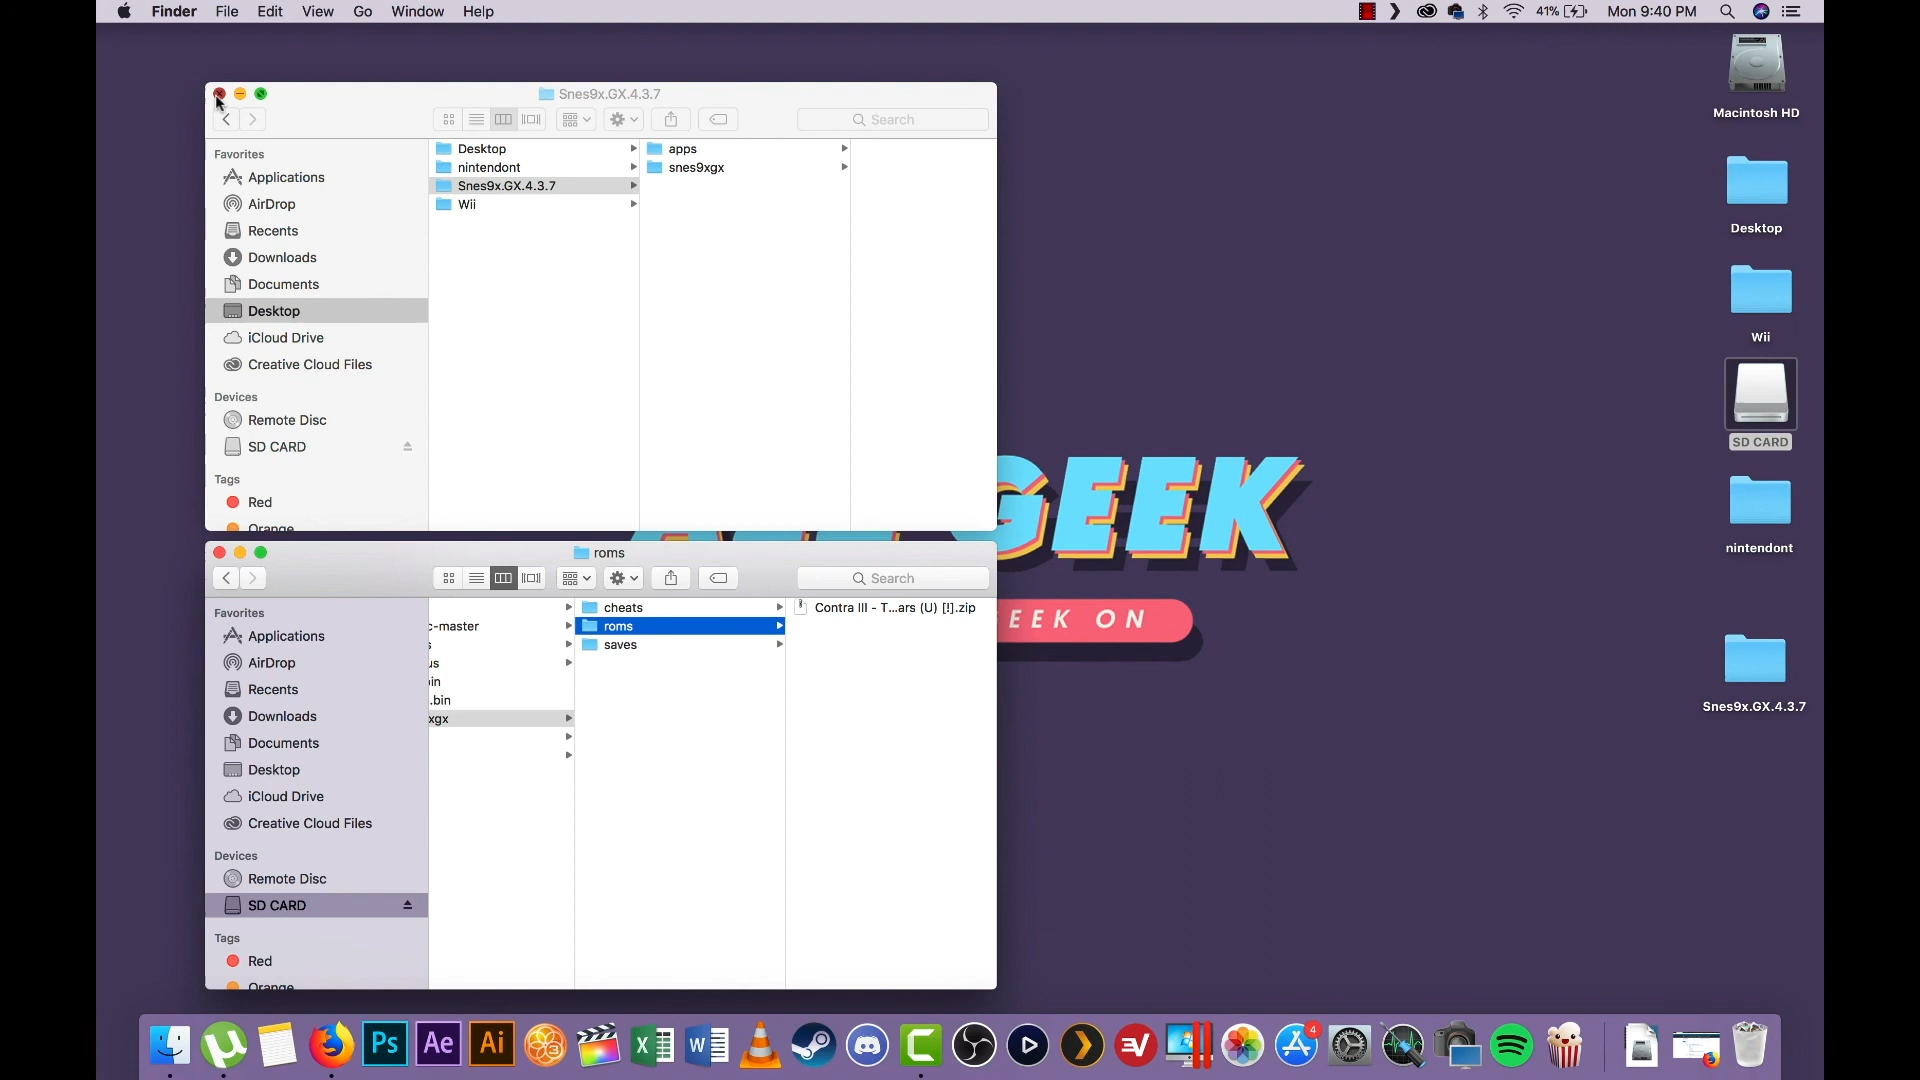 Finder File Edit View Go Window Help
41% Mon 9:40 PM
Snes9x.GX.4.3.7
Search
Favorites
Applications
AirDrop
Recents
Downloads
Documents
Desktop
iCloud Drive
Creative Cloud Files
Devices
Remote Disc
SD CARD
Tags
Red
Orange
Desktop
nintendont
Snes9x.GX.4.3.7
Wii
apps
snes9xgx
roms
Search
Favorites
Applications
AirDrop
Recents
Downloads
Documents
Desktop
iCloud Drive
Creative Cloud Files
Devices
Remote Disc
SD CARD
Tags
Red
Orange
c-master
s
us
in
.bin
xgx
cheats
roms
saves
Contra III - T...ars (U) [!].zip
GEEK
EEK ON
Macintosh HD
Desktop
Wii
SD CARD
nintendont
Snes9x.GX.4.3.7
Ps Ae Ai X W 4